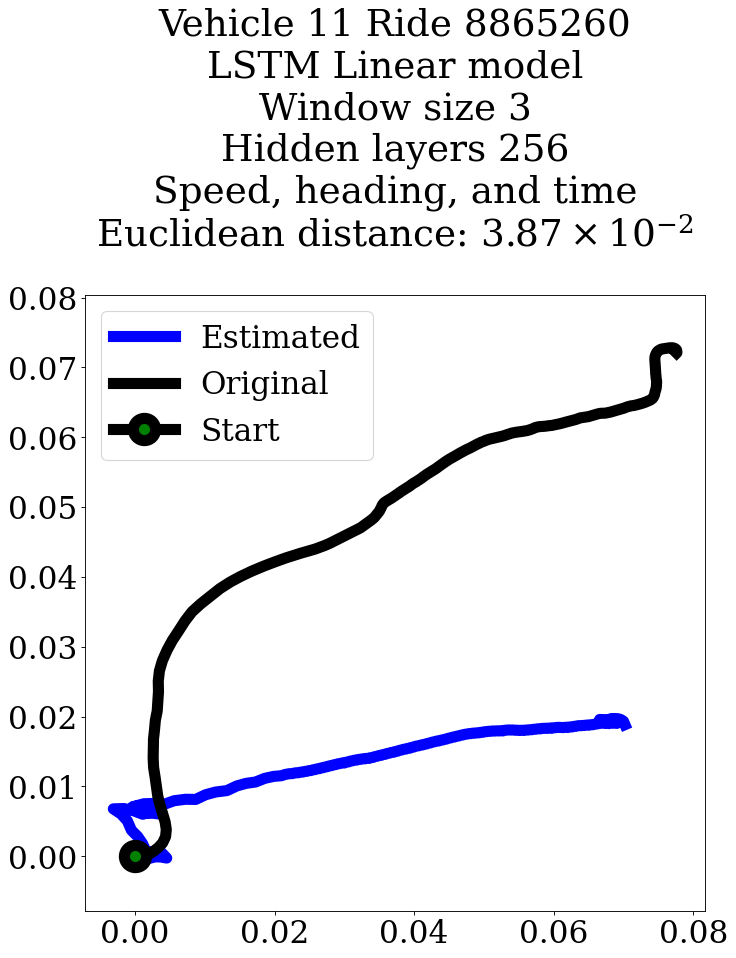 Vehicle 11 Ride 8865260
LSTM Linear model
Window size 3
Hidden layers 256
Speed, heading, and time
Euclidean distance: 3.87 × 10⁻²
0.08
0.07
0.06
0.05
0.04
0.03
0.02
0.01
0.00
Estimated
Original
Start
0.00 0.02 0.04 0.06 0.08